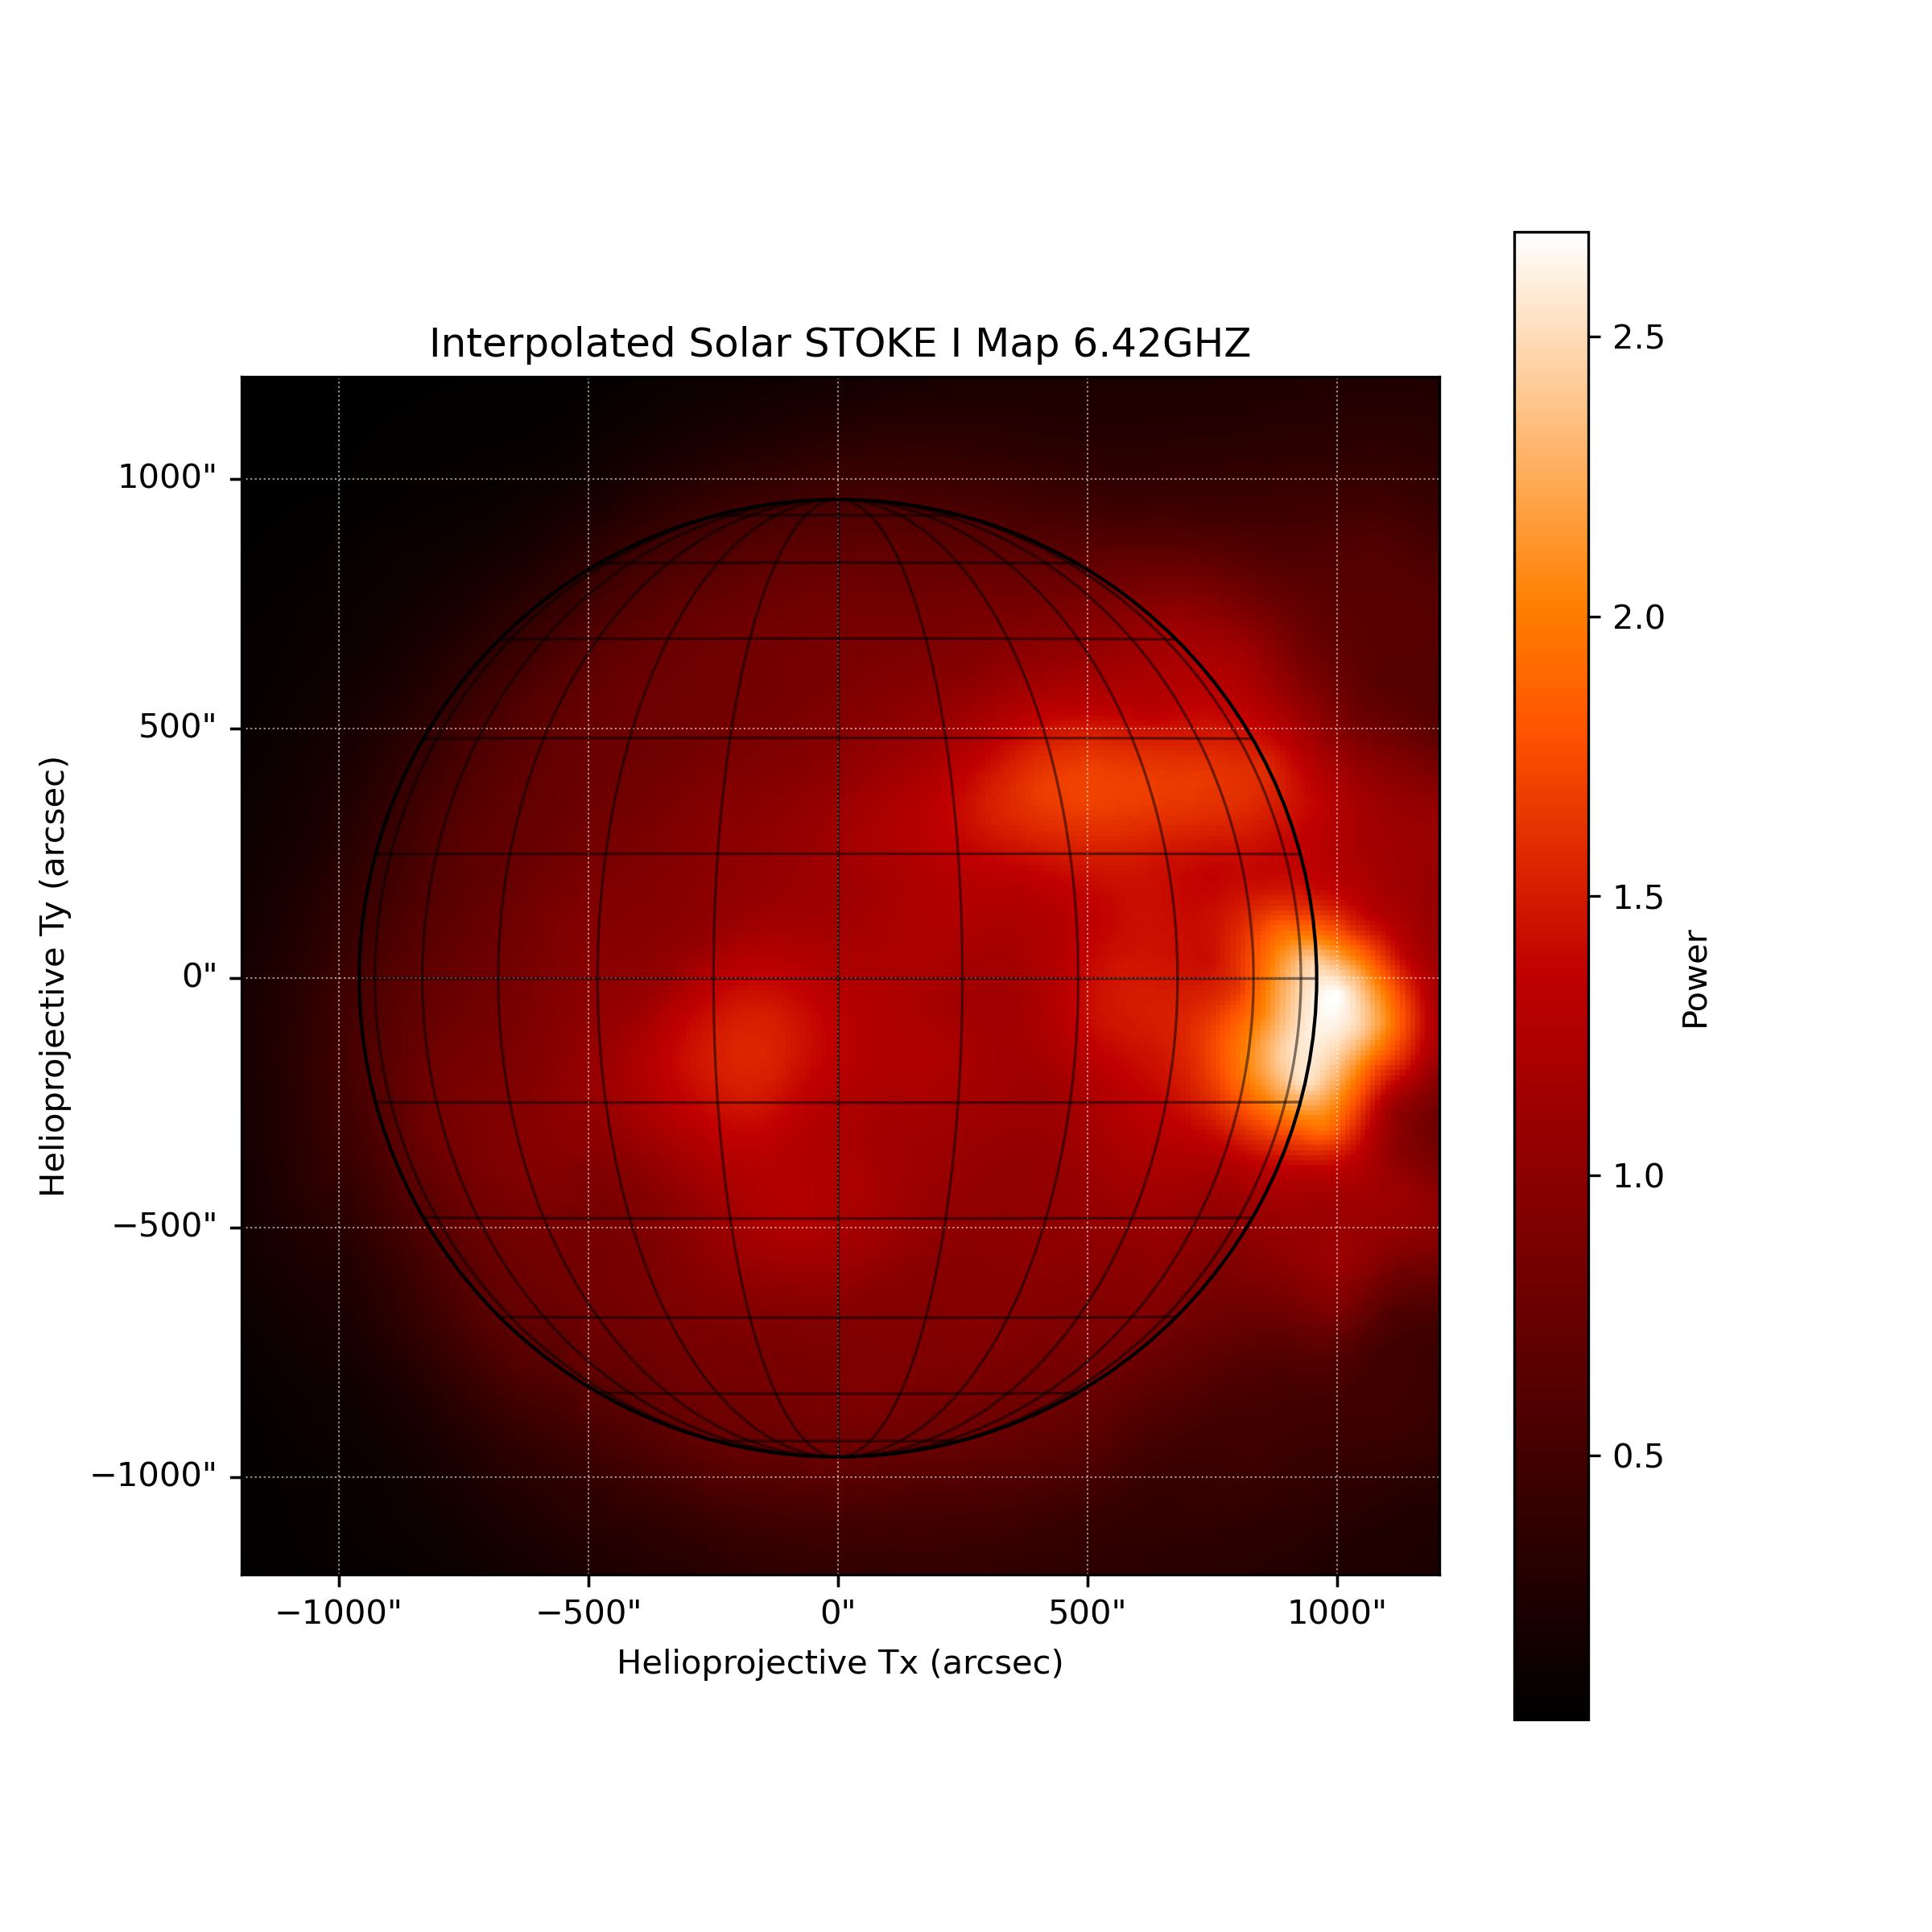 Interpolated Solar STOKE I Map 6.42GHZ
Helioprojective Ty (arcsec)
1000"
500"
0"
−500"
−1000"
−1000" −500" 0" 500" 1000"
Helioprojective Tx (arcsec)
2.5
2.0
1.5
1.0
0.5
Power